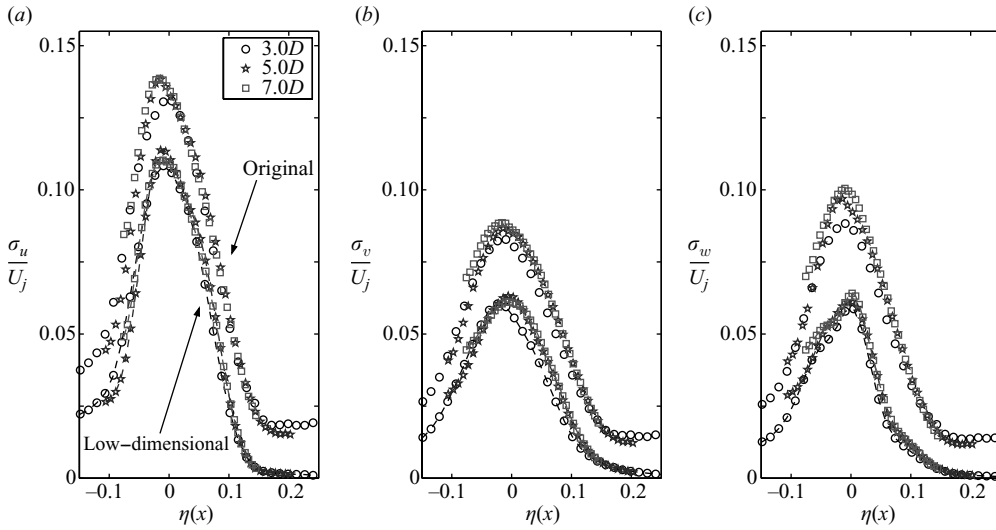 (a)
(b)
(c)
0.15
0.10
0.05
0
σu/Uj
3.0D
5.0D
7.0D
Original
Low−dimensional
−0.1 0 0.1 0.2
η(x)
0.15
0.10
0.05
0
σv/Uj
−0.1 0 0.1 0.2
η(x)
0.15
0.10
0.05
0
σw/Uj
−0.1 0 0.1 0.2
η(x)